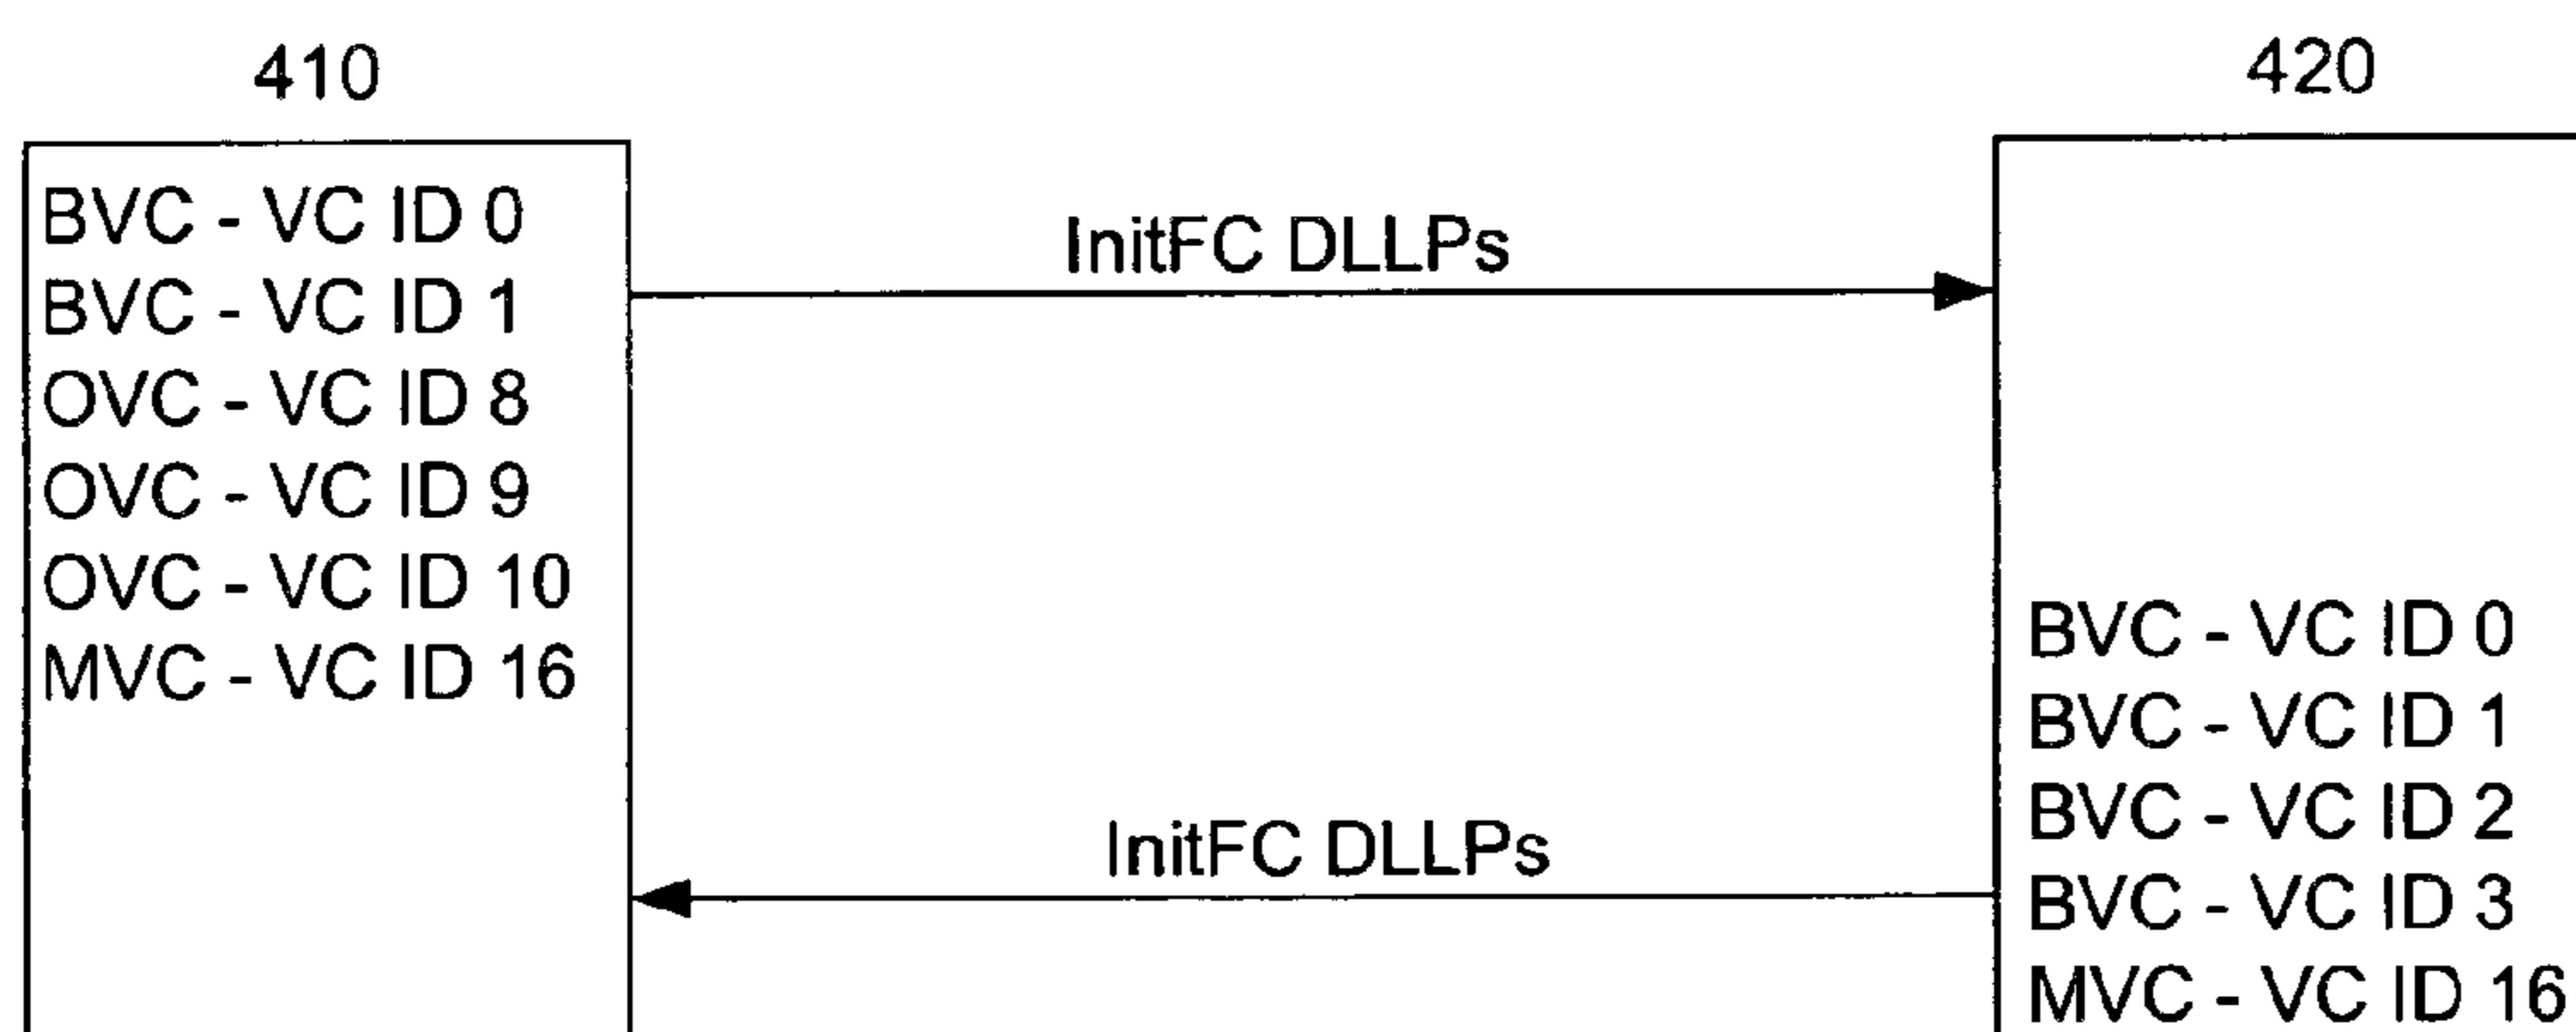 410
420
BVC - VC ID 0
BVC - VC ID 1
OVC - VC ID 8
OVC - VC ID 9
OVC - VC ID 10
MVC - VC ID 16
InitFC DLLPs
InitFC DLLPs
BVC - VC ID 0
BVC - VC ID 1
BVC - VC ID 2
BVC - VC ID 3
MVC - VC ID 16